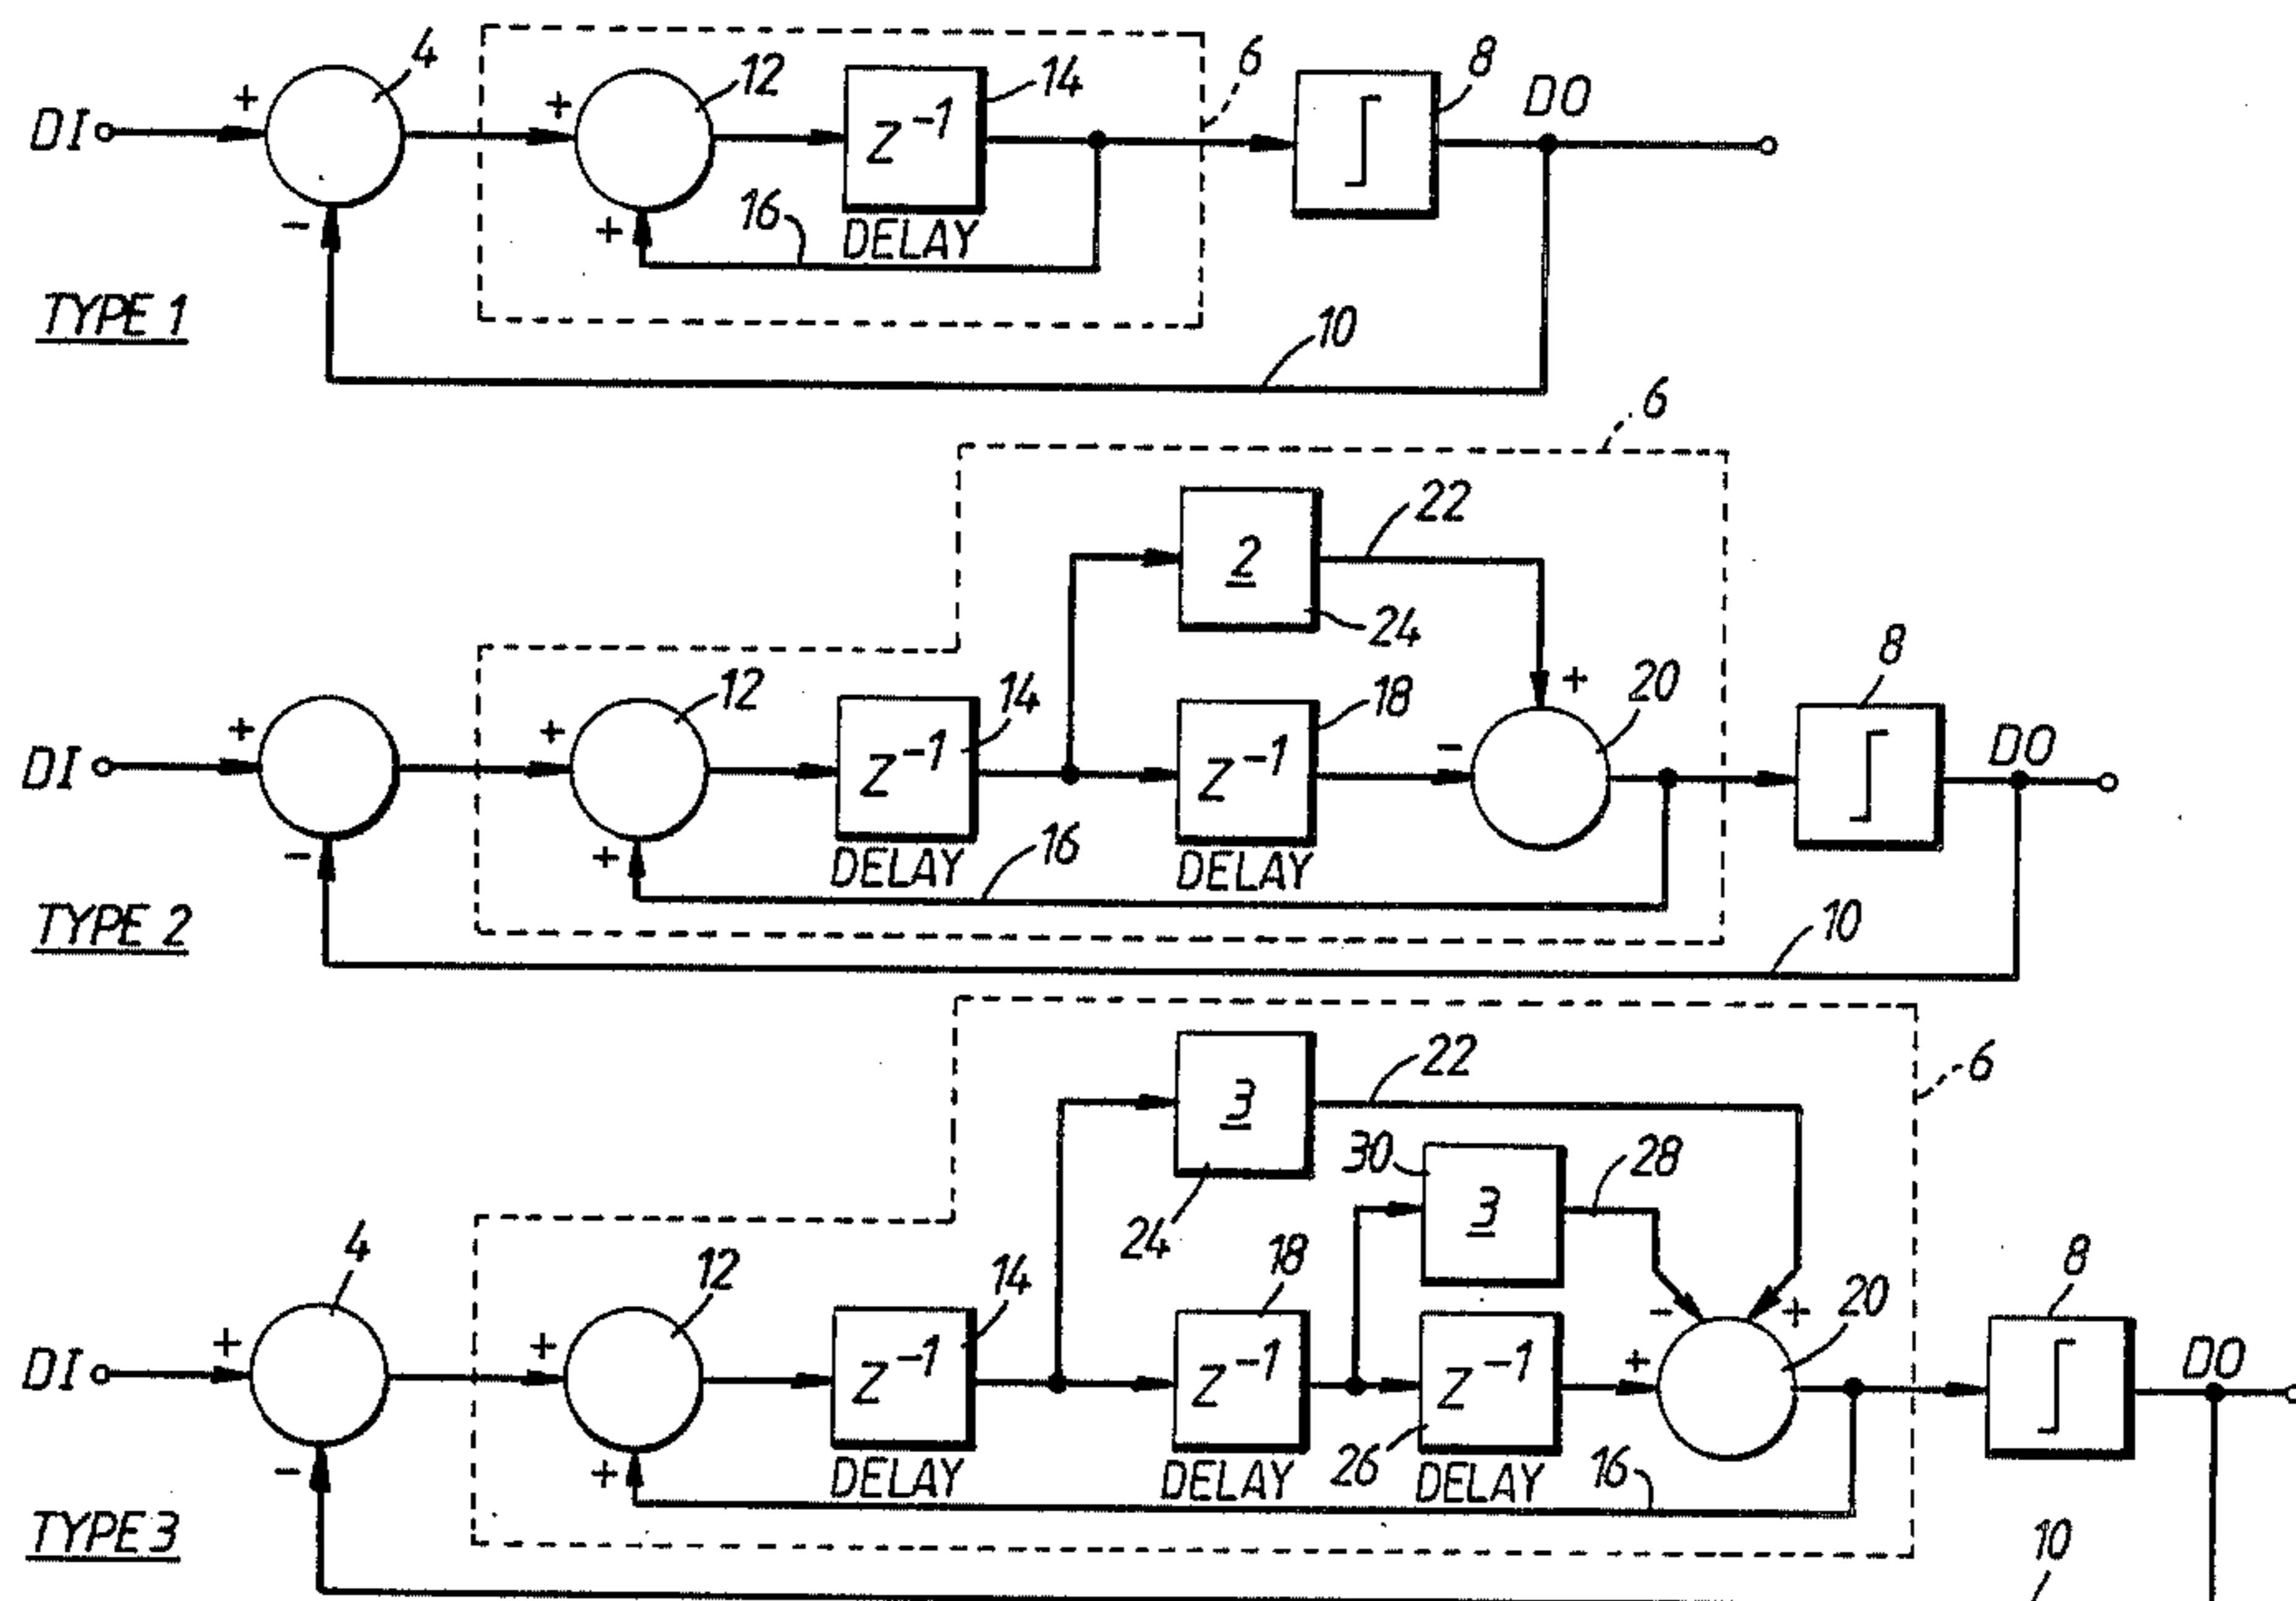 4
12
14
6
8
DO
+
+
Z⁻¹
DI
−
+
16
DELAY
TYPE 1
10
6
2
22
24
12
14
18
+
20
8
+
+
−
Z⁻¹
Z⁻¹
DO
DI
−
+
DELAY
16
DELAY
TYPE 2
10
3
22
6
30
3
28
24
4
12
14
18
−
+
20
8
+
+
+
Z⁻¹
Z⁻¹
Z⁻¹
DO
DI
−
+
DELAY
DELAY
26
DELAY
16
TYPE 3
10